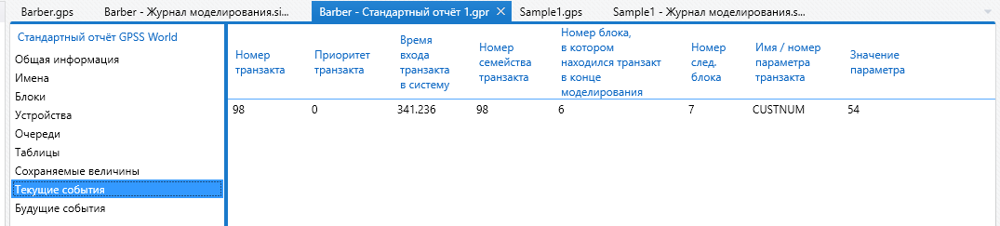 Barber.gps
Barber - Журнал моделирования.si...
Barber - Стандартный отчёт 1.gpr
Sample1.gps
Sample1 - Журнал моделирования.s...
Стандартный отчёт GPSS World
Общая информация
Имена
Блоки
Устройства
Очереди
Таблицы
Сохраняемые величины
Текущие события
Будущие события
Номер
транзакта
Приоритет
транзакта
Время
входа
транзакта
в систему
Номер
семейства
транзакта
Номер блока,
в котором
находился транзакт
в конце
моделирования
Номер
след.
блока
Имя / номер
параметра
транзакта
Значение
параметра
98 0 341.236 98 6 7 CUSTNUM 54